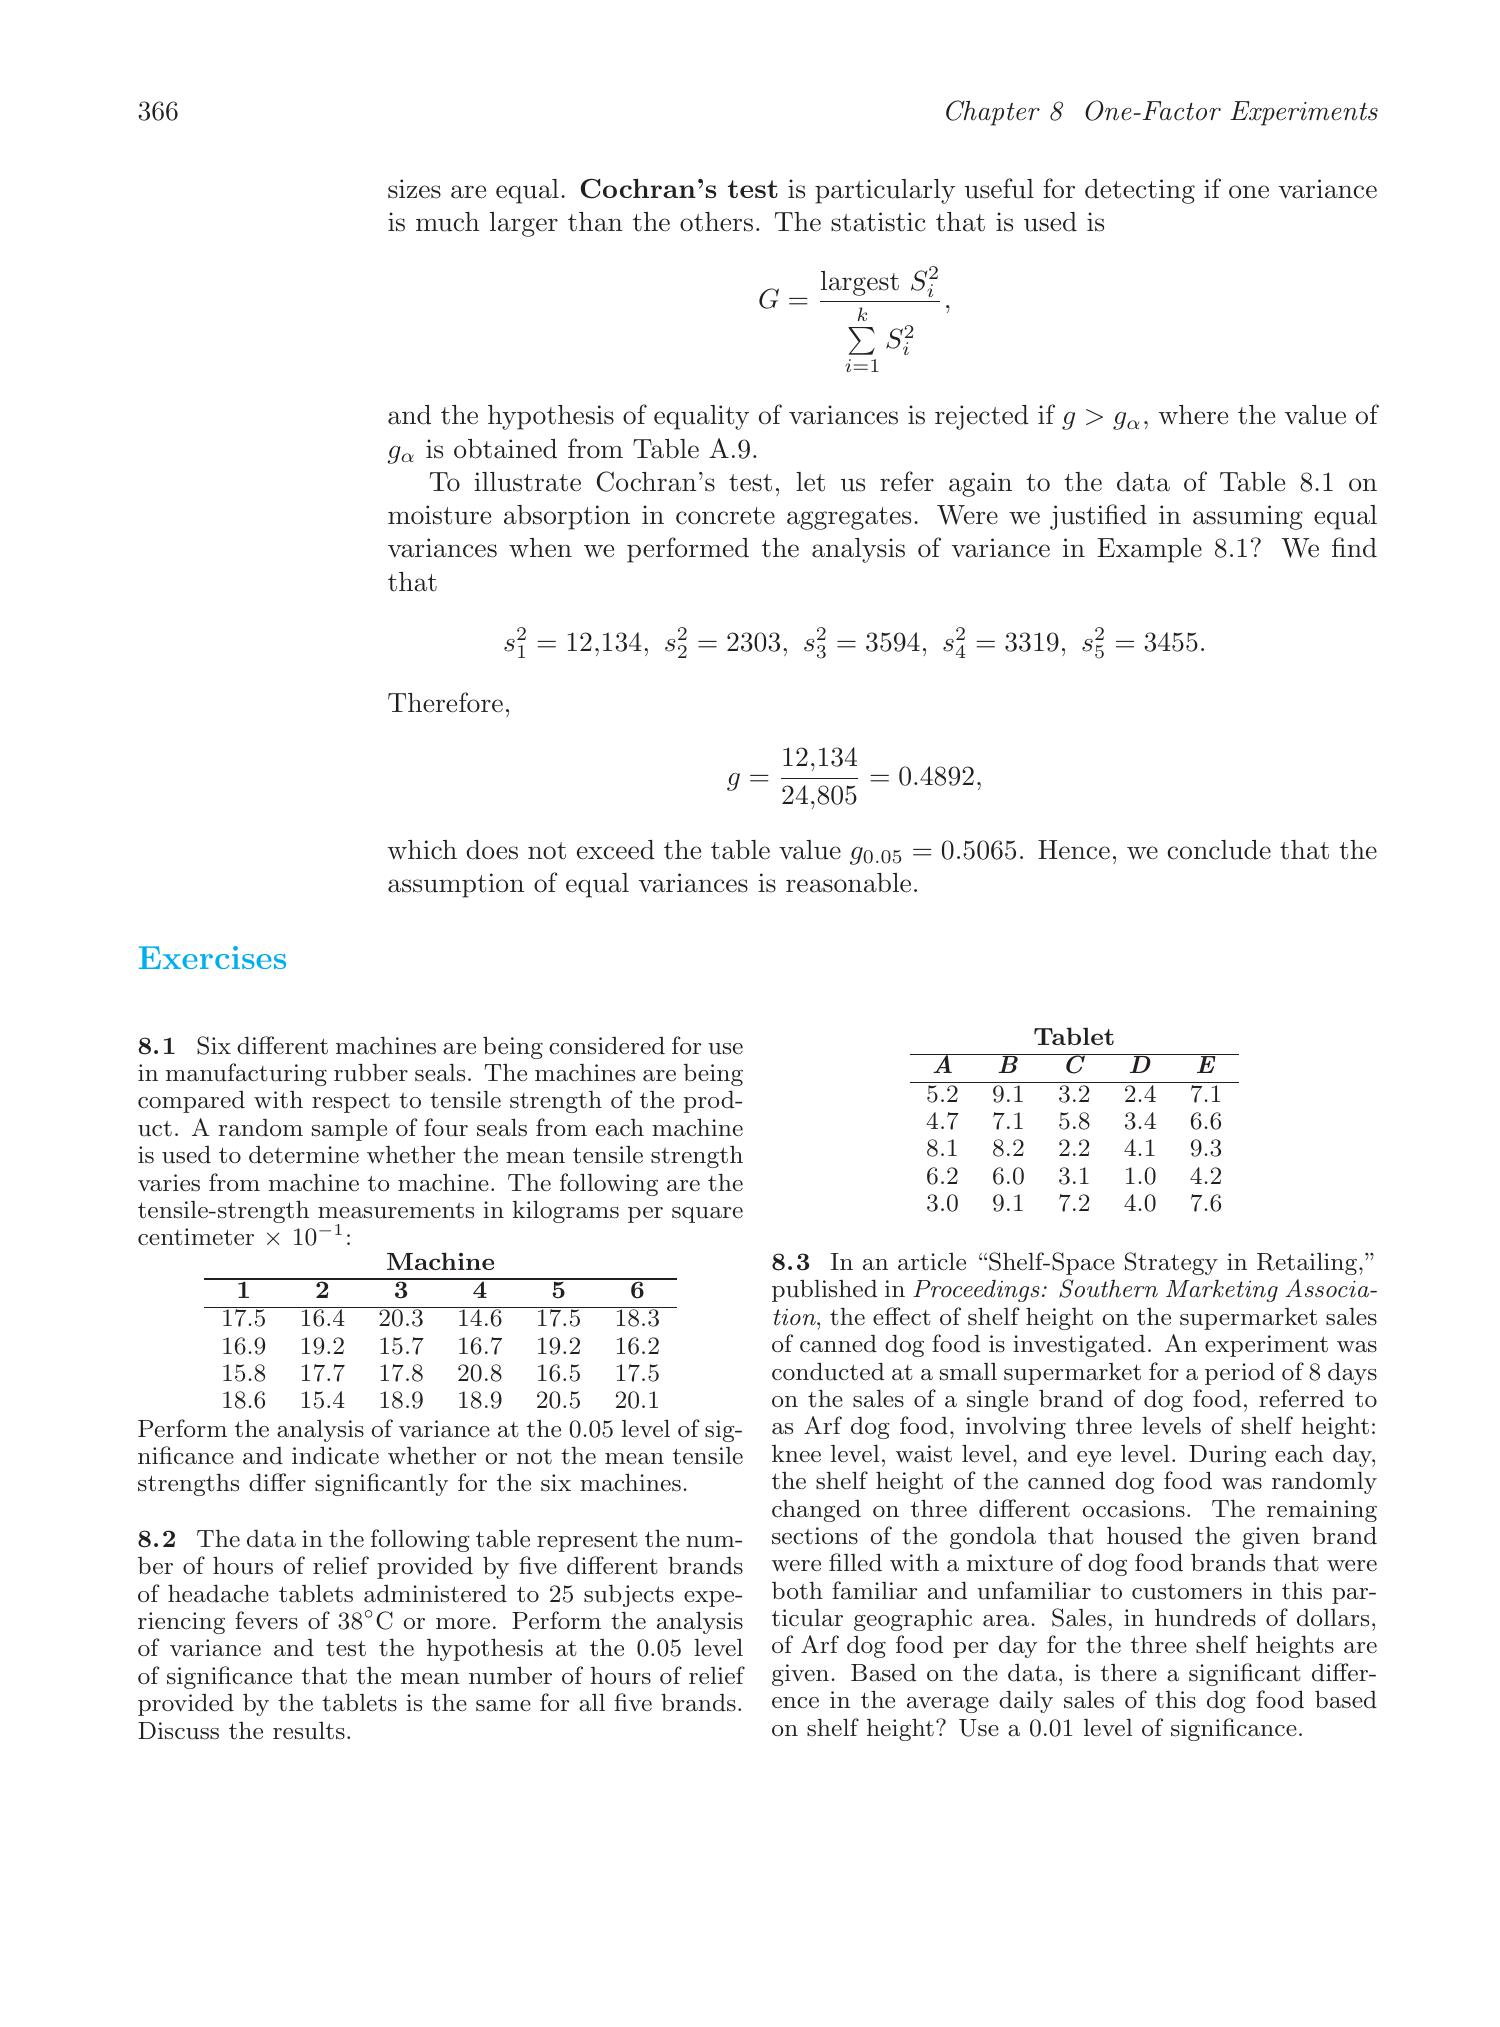 366
Chapter 8 One-Factor Experiments
sizes are equal. Cochran's test is particularly useful for detecting if one variance
is much larger than the others. The statistic that is used is
G = largest S_i^2 / ∑_{i=1}^{k} S_i^2,
and the hypothesis of equality of variances is rejected if g > g_α, where the value of
g_α is obtained from Table A.9.
To illustrate Cochran's test, let us refer again to the data of Table 8.1 on
moisture absorption in concrete aggregates. Were we justified in assuming equal
variances when we performed the analysis of variance in Example 8.1? We find
that
s_1^2 = 12,134, s_2^2 = 2303, s_3^2 = 3594, s_4^2 = 3319, s_5^2 = 3455.
Therefore,
g = 12,134 / 24,805 = 0.4892,
which does not exceed the table value g_{0.05} = 0.5065. Hence, we conclude that the
assumption of equal variances is reasonable.
Exercises
8.1 Six different machines are being considered for use
in manufacturing rubber seals. The machines are being
compared with respect to tensile strength of the prod-
uct. A random sample of four seals from each machine
is used to determine whether the mean tensile strength
varies from machine to machine. The following are the
tensile-strength measurements in kilograms per square
centimeter × 10^{−1}:
Machine
1 2 3 4 5 6
17.5 16.4 20.3 14.6 17.5 18.3
16.9 19.2 15.7 16.7 19.2 16.2
15.8 17.7 17.8 20.8 16.5 17.5
18.6 15.4 18.9 18.9 20.5 20.1
Perform the analysis of variance at the 0.05 level of sig-
nificance and indicate whether or not the mean tensile
strengths differ significantly for the six machines.
8.2 The data in the following table represent the num-
ber of hours of relief provided by five different brands
of headache tablets administered to 25 subjects expe-
riencing fevers of 38°C or more. Perform the analysis
of variance and test the hypothesis at the 0.05 level
of significance that the mean number of hours of relief
provided by the tablets is the same for all five brands.
Discuss the results.
Tablet
A B C D E
5.2 9.1 3.2 2.4 7.1
4.7 7.1 5.8 3.4 6.6
8.1 8.2 2.2 4.1 9.3
6.2 6.0 3.1 1.0 4.2
3.0 9.1 7.2 4.0 7.6
8.3 In an article “Shelf-Space Strategy in Retailing,”
published in Proceedings: Southern Marketing Associa-
tion, the effect of shelf height on the supermarket sales
of canned dog food is investigated. An experiment was
conducted at a small supermarket for a period of 8 days
on the sales of a single brand of dog food, referred to
as Arf dog food, involving three levels of shelf height:
knee level, waist level, and eye level. During each day,
the shelf height of the canned dog food was randomly
changed on three different occasions. The remaining
sections of the gondola that housed the given brand
were filled with a mixture of dog food brands that were
both familiar and unfamiliar to customers in this par-
ticular geographic area. Sales, in hundreds of dollars,
of Arf dog food per day for the three shelf heights are
given. Based on the data, is there a significant differ-
ence in the average daily sales of this dog food based
on shelf height? Use a 0.01 level of significance.